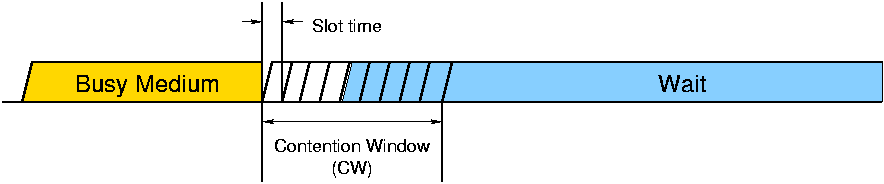 Slot time
Busy Medium
Wait
Contention Window
(CW)